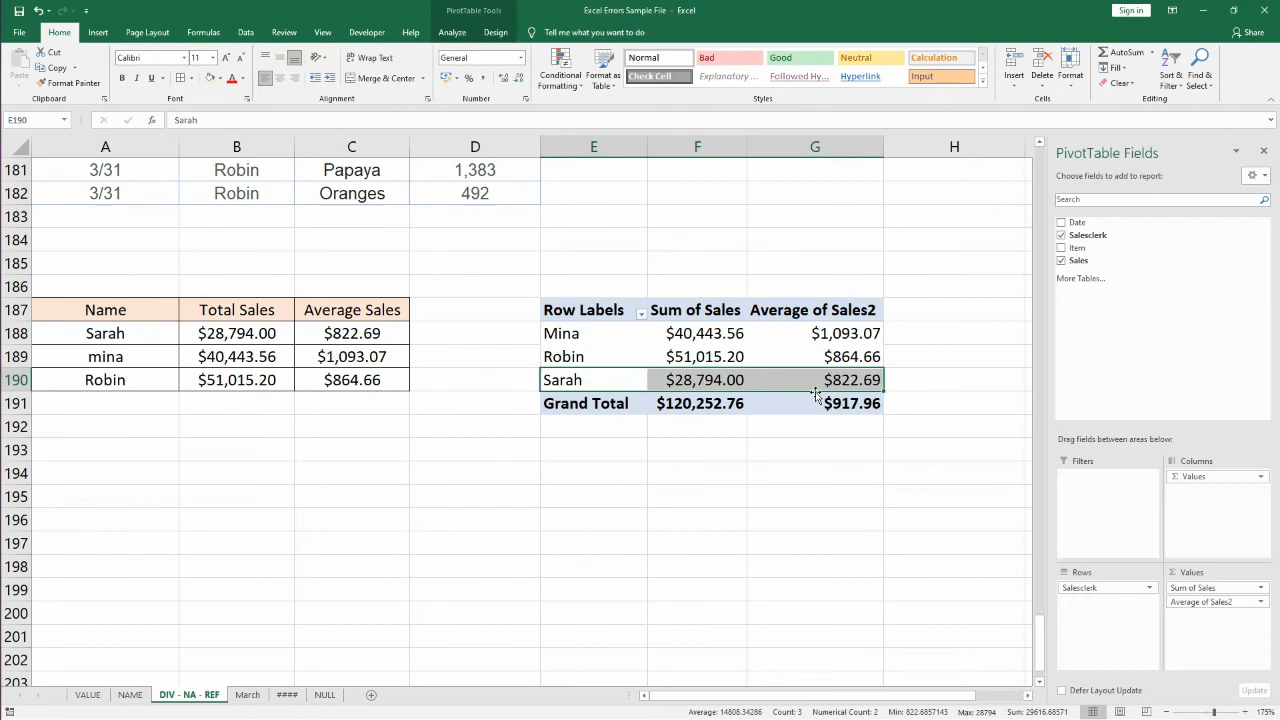 PivotTable Tools
Excel Errors Sample File - Excel
Sign in
File Home Insert Page Layout Formulas Data Review View Developer Help Analyze Design Tell me what you want to do Share
Paste
Cut
Copy
Format Painter
Clipboard
Calibri 11
B I U
Font
Wrap Text
Merge & Center
Alignment
General
Number
Conditional Formatting
Format as Table
Normal Bad Good Neutral Calculation
Check Cell Explanatory ... Followed Hy... Hyperlink Input
Styles
Insert Delete Format
Cells
AutoSum
Fill
Clear
Sort & Filter
Find & Select
Editing
E190 fx Sarah
A B C D E F G H
181 3/31 Robin Papaya 1,383
182 3/31 Robin Oranges 492
183
184
185
186
187 Name Total Sales Average Sales Row Labels Sum of Sales Average of Sales2
188 Sarah $28,794.00 $822.69 Mina $40,443.56 $1,093.07
189 mina $40,443.56 $1,093.07 Robin $51,015.20 $864.66
190 Robin $51,015.20 $864.66 Sarah $28,794.00 $822.69
191 Grand Total $120,252.76 $917.96
192
193
194
195
196
197
198
199
200
201
202
203
PivotTable Fields
Choose fields to add to report:
Search
Date
Salesclerk
Item
Sales
More Tables...
Drag fields between areas below:
Filters Columns
Σ Values
Rows Σ Values
Salesclerk Sum of Sales
Average of Sales2
Defer Layout Update Update
VALUE NAME DIV - NA - REF March #### NULL
Average: 14808.34286 Count: 3 Numerical Count: 2 Min: 822.6857143 Max: 28794 Sum: 29616.68571 175%